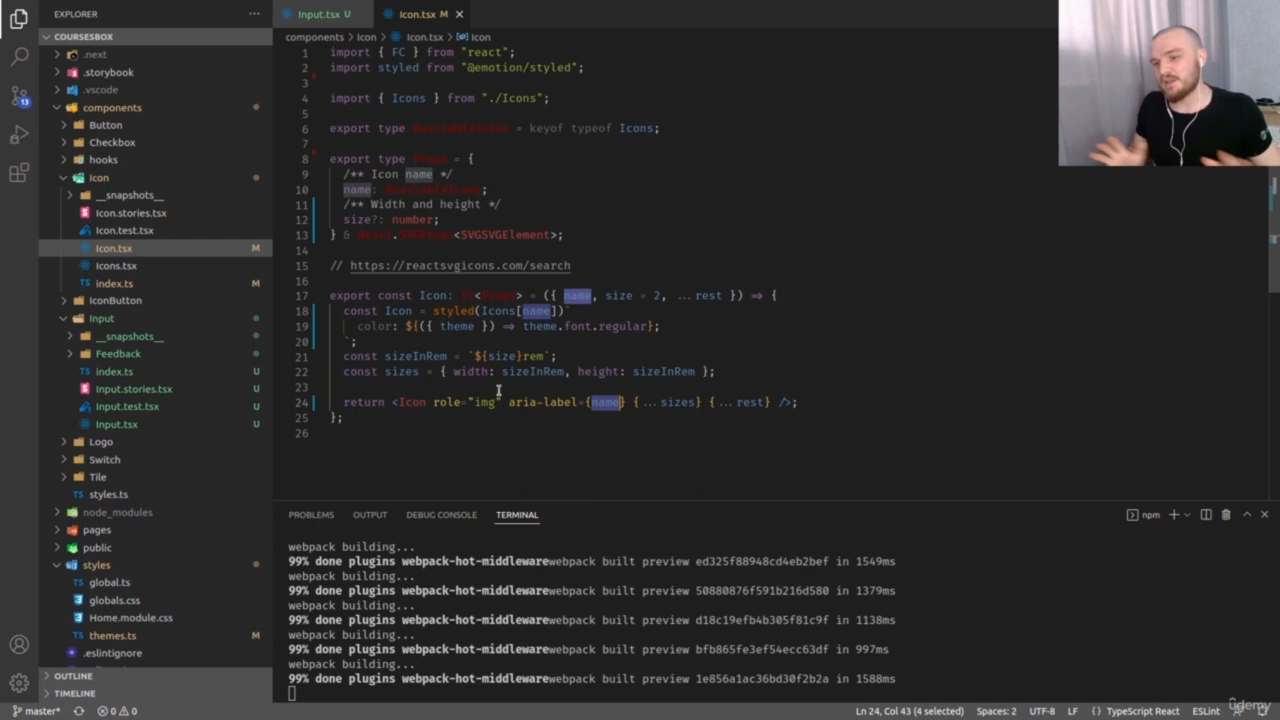 EXPLORER
COURSESBOX
.next
.storybook
.vscode
components
Button
Checkbox
hooks
Icon
__snapshots__
Icon.stories.tsx
Icon.test.tsx
Icon.tsx M
Icons.tsx
index.ts M
IconButton
Input
__snapshots__
Feedback
index.ts U
Input.stories.tsx U
Input.test.tsx U
Input.tsx U
Logo
Switch
Tile
styles.ts
node_modules
pages
public
styles
global.ts
globals.css
Home.module.css
themes.ts M
.eslintignore
OUTLINE
TIMELINE
13
Input.tsx U
Icon.tsx M
components > Icon > Icon.tsx > Icon
1 import { FC } from "react";
2 import styled from "@emotion/styled";
3
4 import { Icons } from "./Icons";
5
6 export type AvailableIcons = keyof typeof Icons;
7
8 export type Props = {
9 /** Icon name */
10 name: AvailableIcons;
11 /** Width and height */
12 size?: number;
13 } & React.SVGProps<SVGSVGElement>;
14
15 // https://reactsvgicons.com/search
16
17 export const Icon: FC<Props> = ({ name, size = 2, ...rest }) => {
18 const Icon = styled(Icons[name])`
19 color: ${({ theme }) => theme.font.regular};
20 `;
21 const sizeInRem = `${size}rem`;
22 const sizes = { width: sizeInRem, height: sizeInRem };
23
24 return <Icon role="img" aria-label={name} {...sizes} {...rest} />;
25 };
26
PROBLEMS OUTPUT DEBUG CONSOLE TERMINAL
npm
webpack building...
99% done plugins webpack-hot-middlewarewebpack built preview ed325f88948cd4eb2bef in 1549ms
webpack building...
99% done plugins webpack-hot-middlewarewebpack built preview 50880876f591b216d580 in 1379ms
webpack building...
99% done plugins webpack-hot-middlewarewebpack built preview d18c19efb4b305f81c9f in 1138ms
webpack building...
99% done plugins webpack-hot-middlewarewebpack built preview bfb865fe3ef54ecc63df in 997ms
webpack building...
99% done plugins webpack-hot-middlewarewebpack built preview 1e856a1ac36bd30f2b2a in 1588ms
master* 0 0 Ln 24, Col 43 (4 selected) Spaces: 2 UTF-8 LF TypeScript React ESLint
udemy